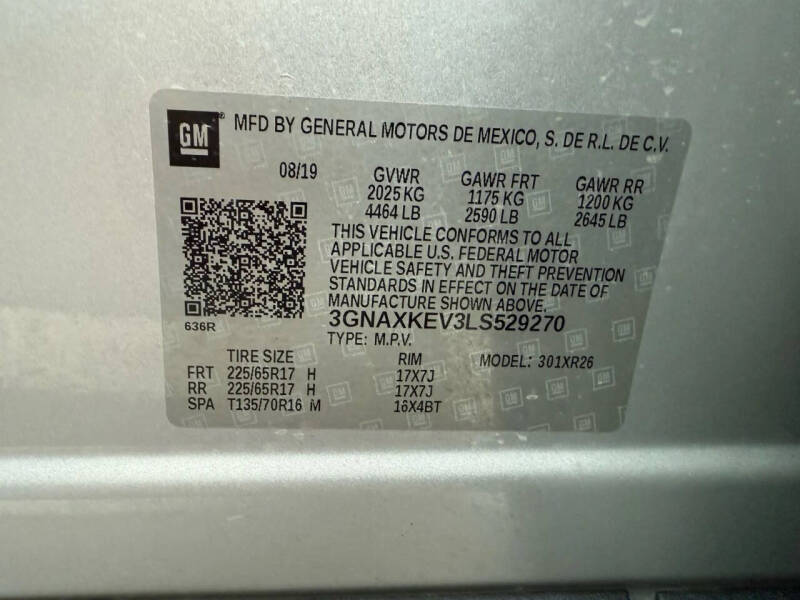 GM® MFD BY GENERAL MOTORS DE MEXICO, S. DE R.L. DE C.V.
08/19 GVWR GAWR FRT GAWR RR
2025 KG 1175 KG 1200 KG
4464 LB 2590 LB 2645 LB
THIS VEHICLE CONFORMS TO ALL
APPLICABLE U.S. FEDERAL MOTOR
VEHICLE SAFETY AND THEFT PREVENTION
STANDARDS IN EFFECT ON THE DATE OF
MANUFACTURE SHOWN ABOVE.
636R 3GNAXKEV3LS529270
TYPE: M.P.V.
TIRE SIZE RIM MODEL: 301XR26
FRT 225/65R17 H 17X7J
RR 225/65R17 H 17X7J
SPA T135/70R16 M 16X4BT